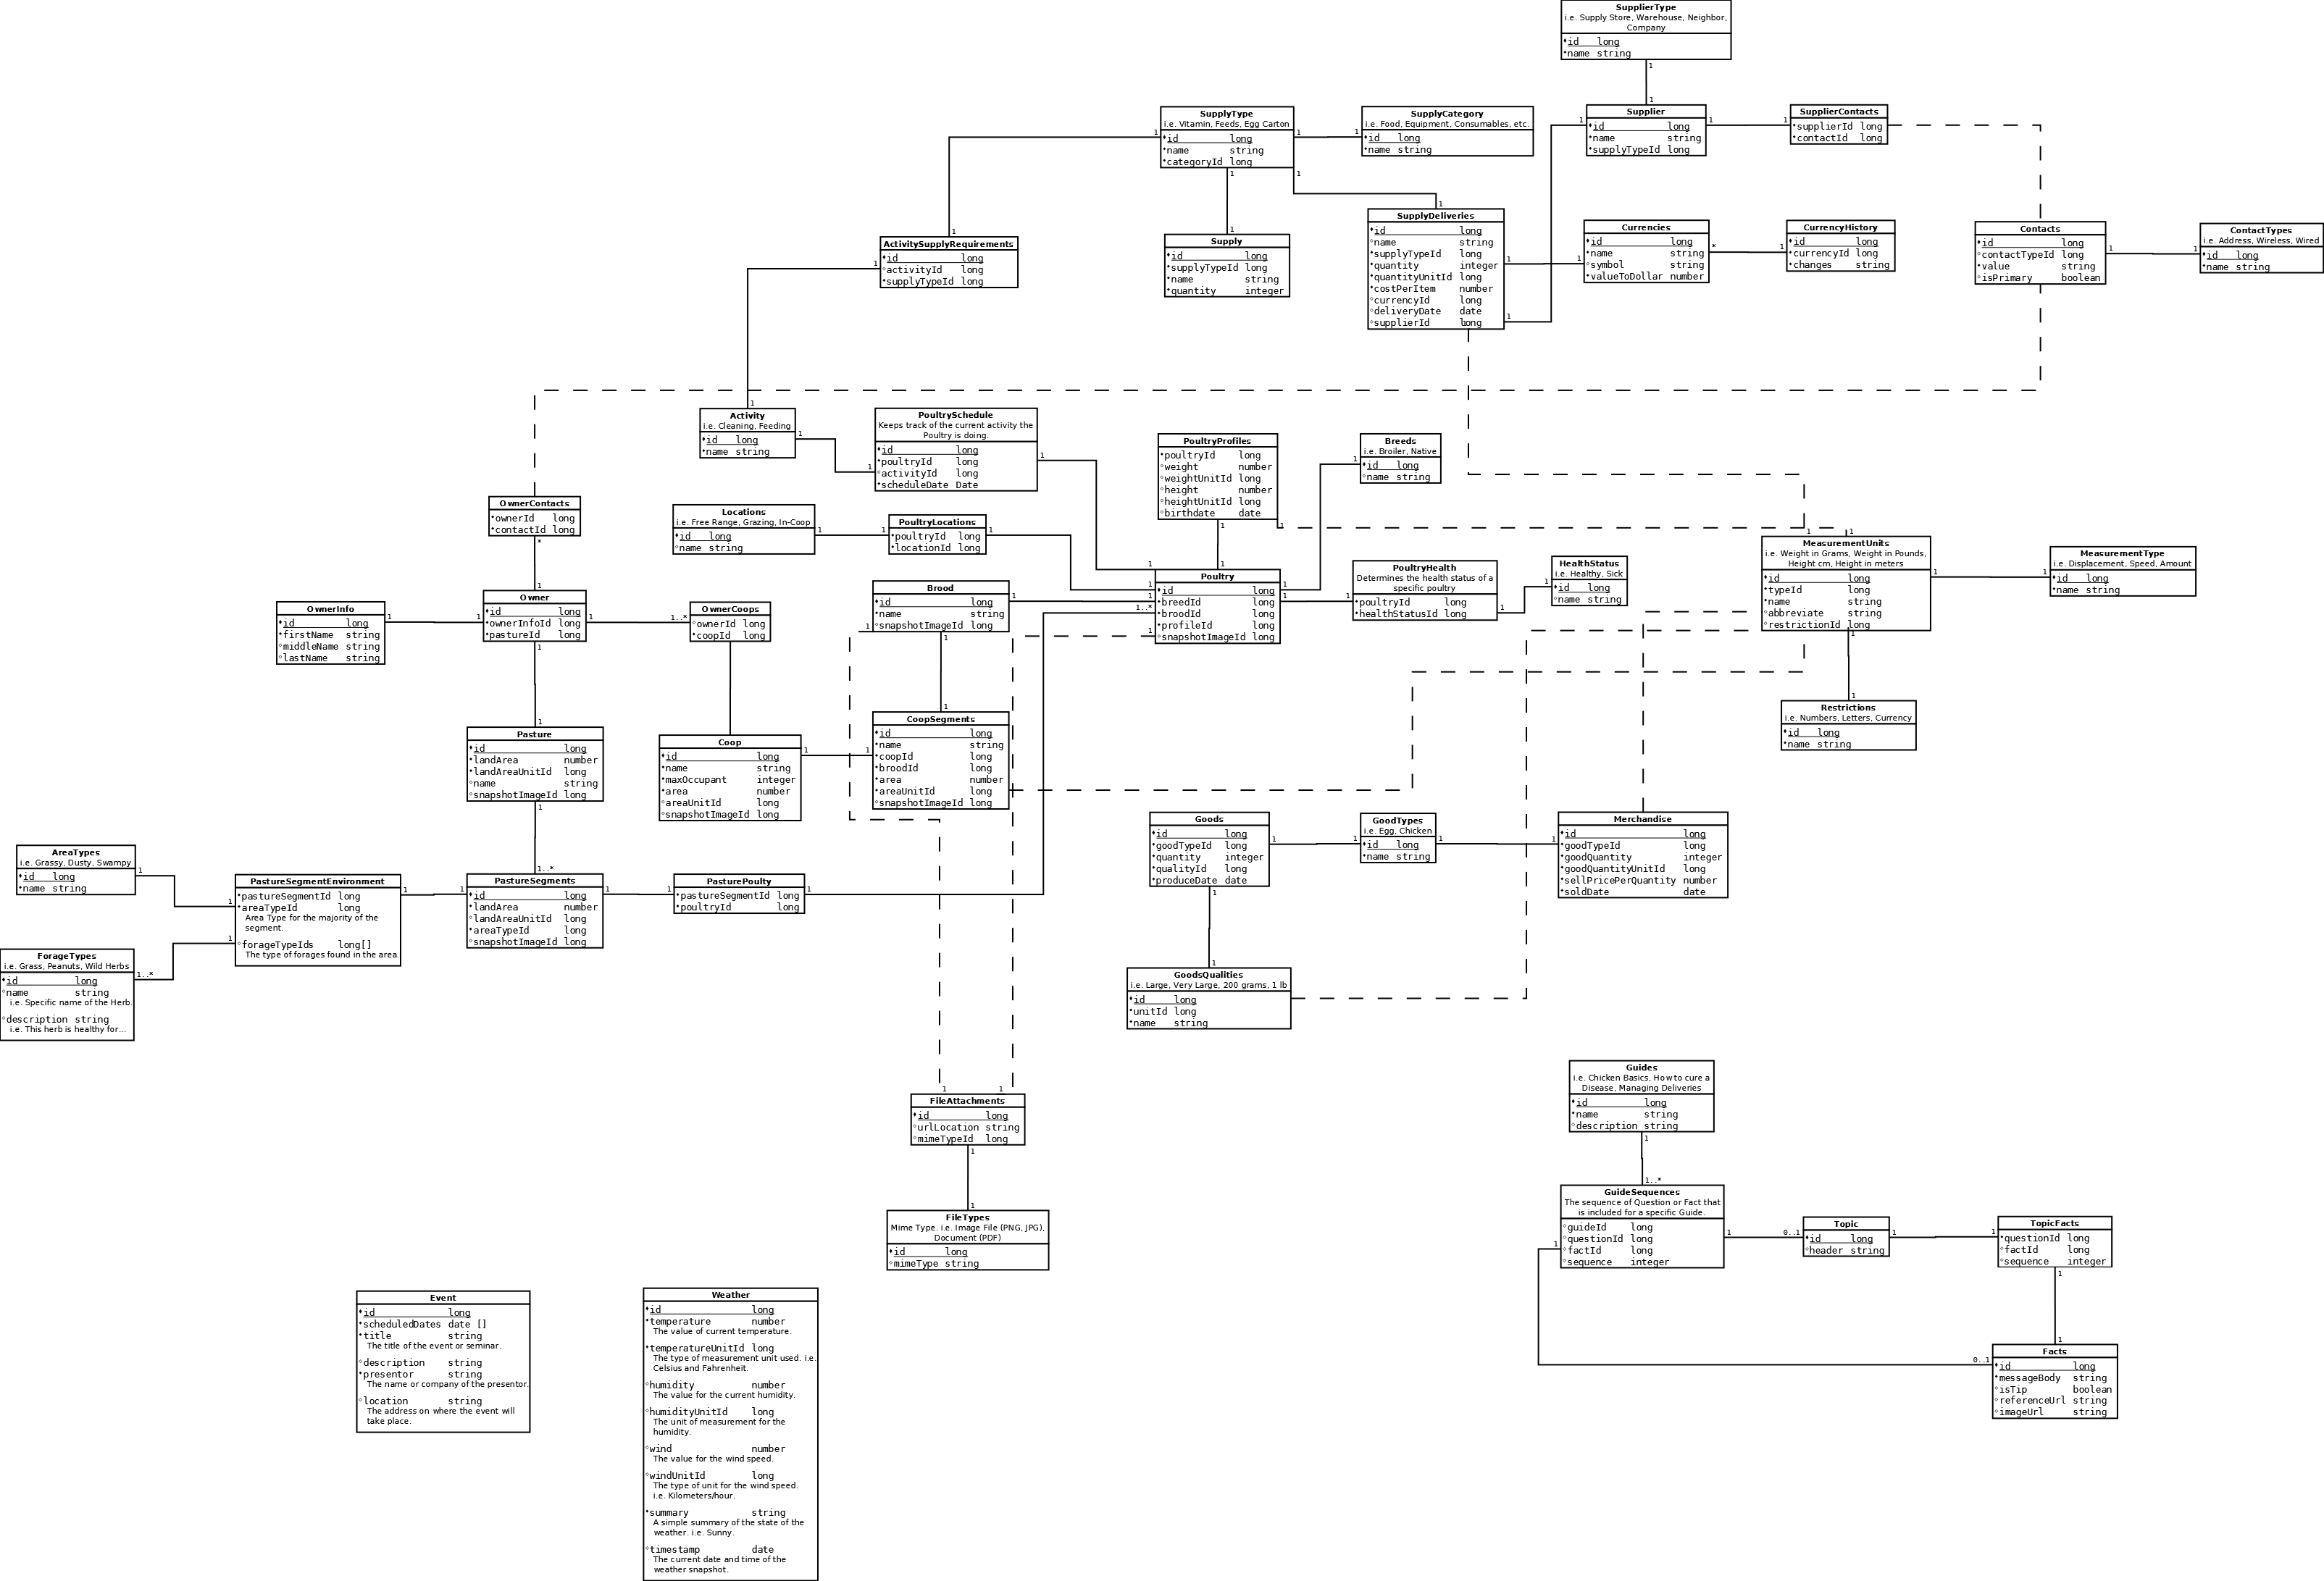 SupplierType
i.e. Supply Store, Warehouse, Neighbor,
Company
id long
name string
1
1
SupplyType
i.e. Vitamin, Feeds, Egg Carton
id long
name string
categoryId long
1
1
1
1
1
SupplyCategory
i.e. Food, Equipment, Consumables, etc.
id long
name string
Supplier
id long
name string
supplyTypeId long
1
1
1
SupplierContacts
supplierId long
contactId long
1
ActivitySupplyRequirements
id long
activityId long
supplyTypeId long
1
1
Supply
id long
supplyTypeId long
name string
quantity integer
1
SupplyDeliveries
id long
name string
supplyTypeId long
quantity integer
quantityUnitId long
costPerItem number
currencyId long
deliveryDate date
supplierId long
1
1
1
1
Currencies
id long
name string
symbol string
valueToDollar number
*
1
CurrencyHistory
id long
currencyId long
changes string
Contacts
id long
contactTypeId long
value string
isPrimary boolean
1
1
ContactTypes
i.e. Address, Wireless, Wired
id long
name string
1
Activity
i.e. Cleaning, Feeding
id long
name string
1
1
PoultrySchedule
Keeps track of the current activity the
Poultry is doing.
id long
poultryId long
activityId long
scheduleDate Date
1
PoultryProfiles
poultryId long
weight number
weightUnitId long
height number
heightUnitId long
birthdate date
1
1
1
Breeds
i.e. Broiler, Native
id long
name string
OwnerContacts
ownerId long
contactId long
*
1
Locations
i.e. Free Range, Grazing, In-Coop
id long
name string
1
1
PoultryLocations
poultryId long
locationId long
1
1
1
MeasurementUnits
i.e. Weight in Grams, Weight in Pounds,
Height cm, Height in meters
id long
typeId long
name string
abbreviate string
restrictionId long
1
1
1
MeasurementType
i.e. Displacement, Speed, Amount
id long
name string
Poultry
id long
breedId long
broodId long
profileId long
snapshotImageId long
1
1
1
1
1..*
1
1
1
1
PoultryHealth
Determines the health status of a
specific poultry
poultryId long
healthStatusId long
1
1
HealthStatus
i.e. Healthy, Sick
id long
name string
Brood
id long
name string
snapshotImageId long
1
1
1
OwnerInfo
id long
firstName string
middleName string
lastName string
1
1
Owner
id long
ownerInfoId long
pastureId long
1
1
1..*
OwnerCoops
ownerId long
coopId long
1
Restrictions
i.e. Numbers, Letters, Currency
id long
name string
1
Pasture
id long
landArea number
landAreaUnitId long
name string
snapshotImageId long
1
Coop
id long
name string
maxOccupant integer
area number
areaUnitId long
snapshotImageId long
1
1
1
CoopSegments
id long
name string
coopId long
broodId long
area number
areaUnitId long
snapshotImageId long
Goods
id long
goodTypeId long
quantity integer
qualityId long
produceDate date
1
1
1
GoodTypes
i.e. Egg, Chicken
id long
name string
1
1
Merchandise
id long
goodTypeId long
goodQuantity integer
goodQuantityUnitId long
sellPricePerQuantity number
soldDate date
AreaTypes
i.e. Grassy, Dusty, Swampy
id long
name string
1
1
PastureSegmentEnvironment
pastureSegmentId long
areaTypeId long
Area Type for the majority of the
segment.
forageTypeIds long[]
The type of forages found in the area.
1
1
1
1..*
PastureSegments
id long
landArea number
landAreaUnitId long
areaTypeId long
snapshotImageId long
1
1
PasturePoulty
pastureSegmentId long
poultryId long
1
ForageTypes
i.e. Grass, Peanuts, Wild Herbs
id long
name string
i.e. Specific name of the Herb.
description string
i.e. This herb is healthy for...
1..*
1
GoodsQualities
i.e. Large, Very Large, 200 grams, 1 lb
id long
unitId long
name string
1
1
FileAttachments
id long
urlLocation string
mimeTypeId long
1
1
FileTypes
Mime Type. i.e. Image File (PNG, JPG),
Document (PDF)
id long
mimeType string
Guides
i.e. Chicken Basics, How to cure a
Disease, Managing Deliveries
id long
name string
description string
1
1..*
GuideSequences
The sequence of Question or Fact that
is included for a specific Guide.
guideId long
questionId long
factId long
sequence integer
1
1
0..1
Topic
id long
header string
1
1
TopicFacts
questionId long
factId long
sequence integer
1
1
0..1
Facts
id long
messageBody string
isTip boolean
referenceUrl string
imageUrl string
Event
id long
scheduledDates date []
title string
The title of the event or seminar.
description string
presentor string
The name or company of the presentor.
location string
The address on where the event will
take place.
Weather
id long
temperature number
The value of current temperature.
temperatureUnitId long
The type of measurement unit used. i.e.
Celsius and Fahrenheit.
humidity number
The value for the current humidity.
humidityUnitId long
The unit of measurement for the
humidity.
wind number
The value for the wind speed.
windUnitId long
The type of unit for the wind speed.
i.e. Kilometers/hour.
summary string
A simple summary of the state of the
weather. i.e. Sunny.
timestamp date
The current date and time of the
weather snapshot.